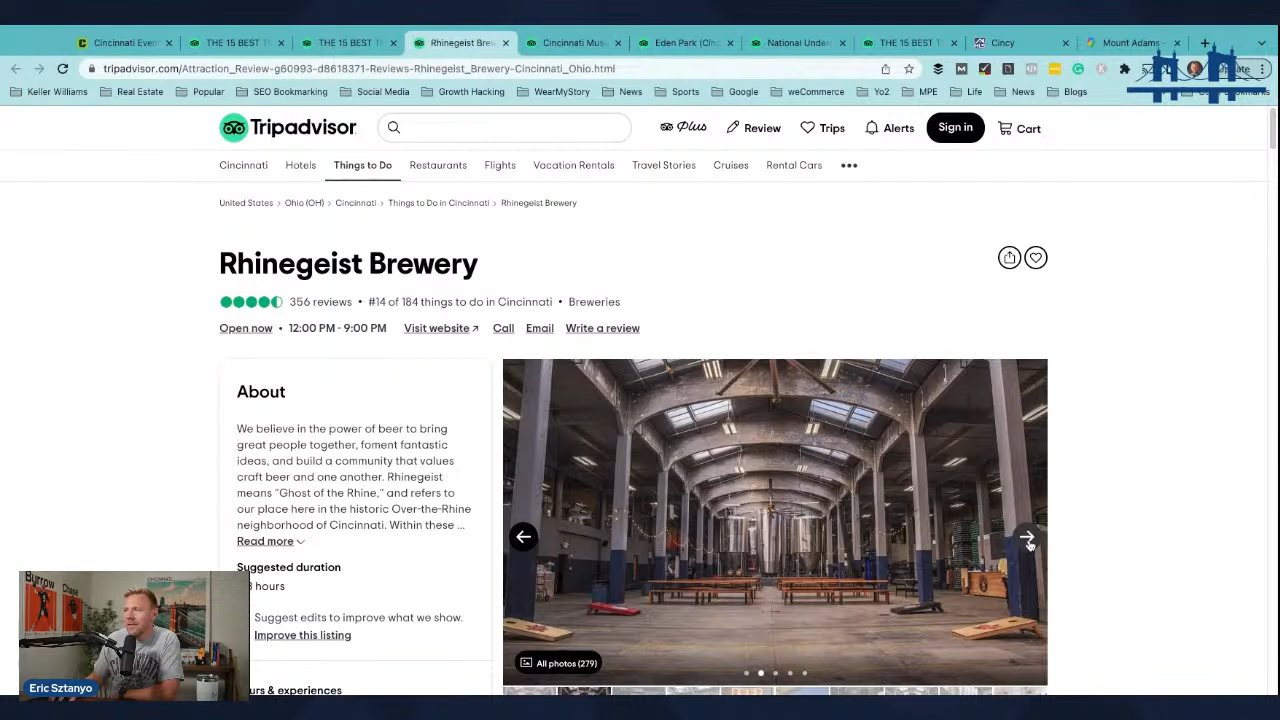 Cincinnati Even
THE 15 BEST T
THE 15 BEST T
Rhinegeist Brew
Cincinnati Mus
Eden Park (Cinc
National Under
THE 15 BEST T
Cincy
Mount Adams -
tripadvisor.com/Attraction_Review-g60993-d8618371-Reviews-Rhinegeist_Brewery-Cincinnati_Ohio.html
Keller Williams
Real Estate
Popular
SEO Bookmarking
Social Media
Growth Hacking
WearMyStory
News
Sports
Google
weCommerce
Yo2
MPE
Life
News
Blogs
Tripadvisor
Plus
Review
Trips
Alerts
Sign in
Cart
Cincinnati
Hotels
Things to Do
Restaurants
Flights
Vacation Rentals
Travel Stories
Cruises
Rental Cars
United States > Ohio (OH) > Cincinnati > Things to Do in Cincinnati > Rhinegeist Brewery
Rhinegeist Brewery
356 reviews • #14 of 184 things to do in Cincinnati • Breweries
Open now • 12:00 PM - 9:00 PM Visit website Call Email Write a review
About
We believe in the power of beer to bring
great people together, foment fantastic
ideas, and build a community that values
craft beer and one another. Rhinegeist
means "Ghost of the Rhine," and refers to
our place here in the historic Over-the-Rhine
neighborhood of Cincinnati. Within these ...
Read more
Suggested duration
hours
Suggest edits to improve what we show.
Improve this listing
& experiences
All photos (279)
Burrow
Chase
CINCINNATI
Eric Sztanyo